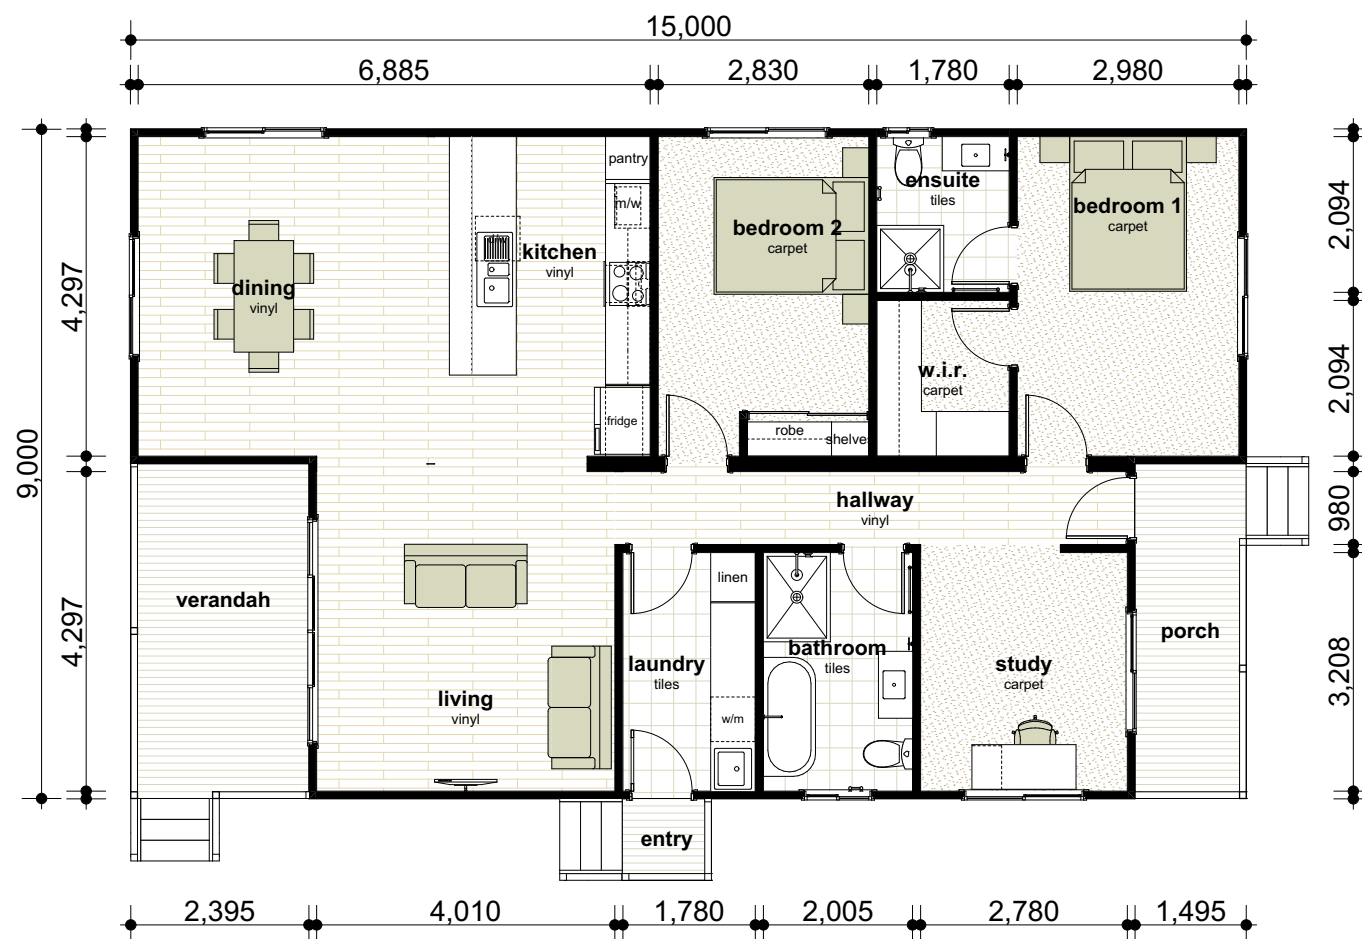 15,000
6,885
2,830
1,780
2,980
pantry
m/w
ensuite
tiles
bedroom 1
carpet
bedroom 2
carpet
kitchen
vinyl
dining
vinyl
4,297
2,094
w.i.r.
carpet
2,094
fridge
robe
shelve
9,000
hallway
vinyl
980
linen
verandah
4,297
porch
bathroom
tiles
laundry
tiles
study
carpet
3,208
living
vinyl
w/m
entry
2,395
4,010
1,780
2,005
2,780
1,495